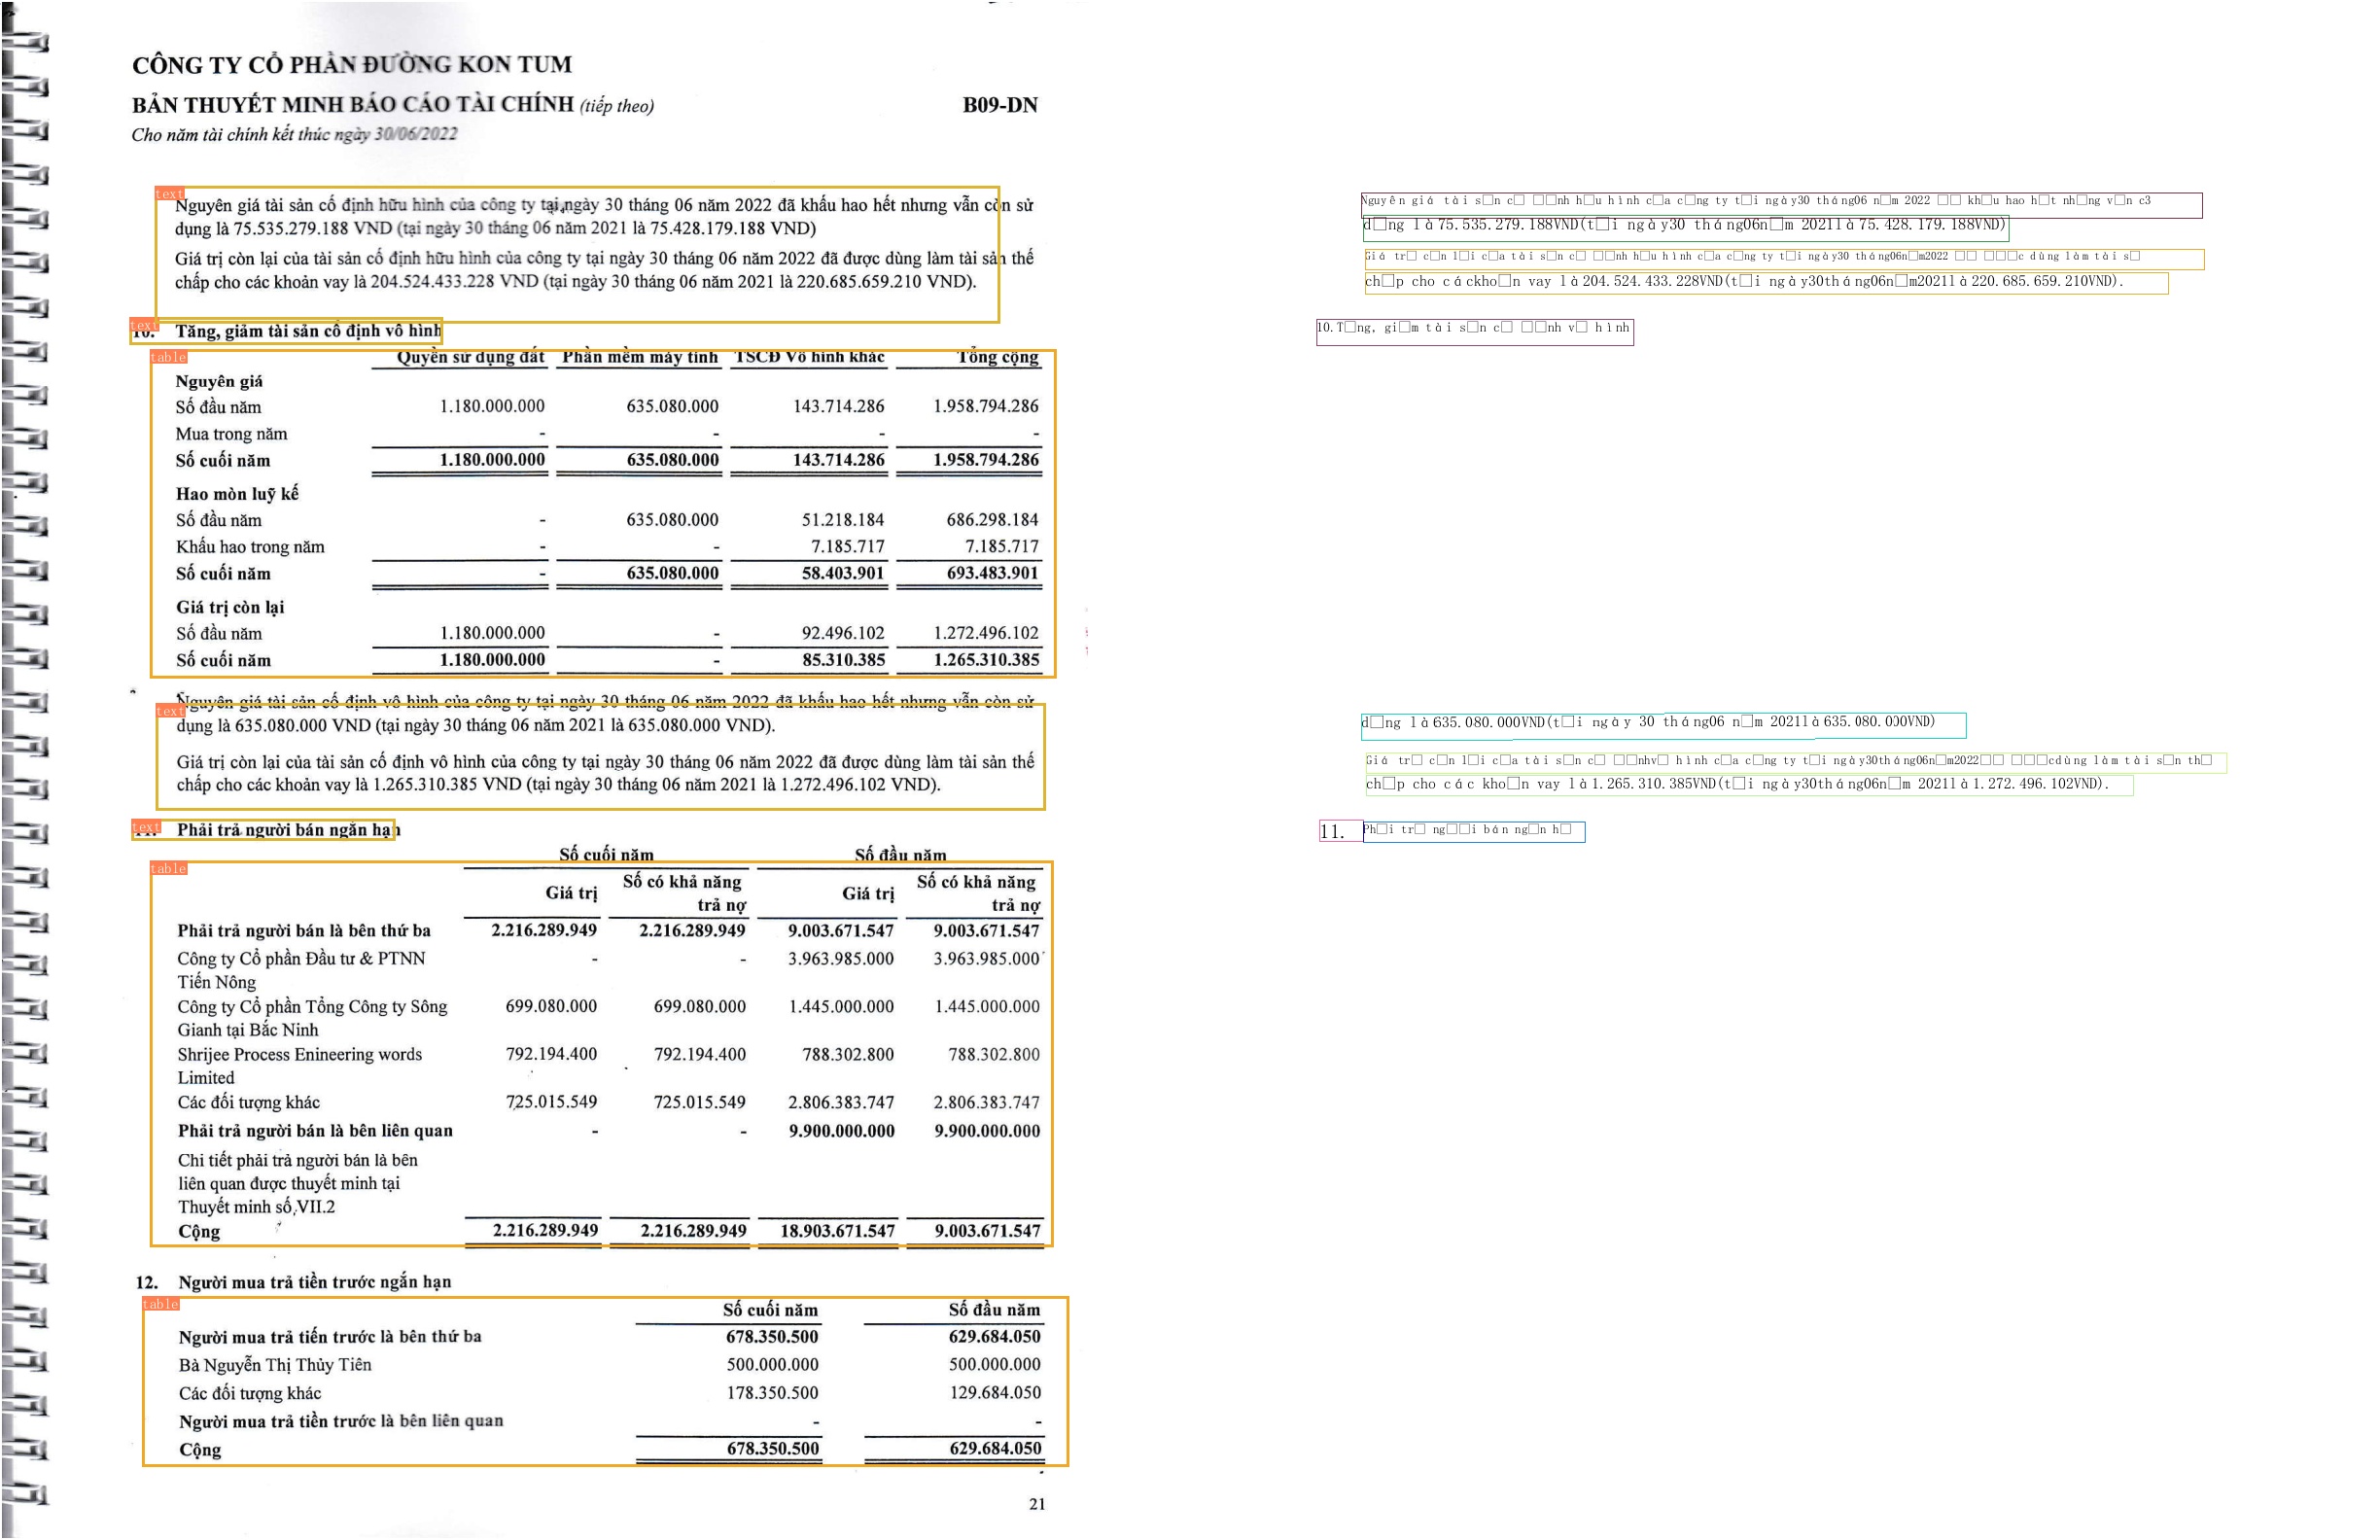 CÔNG TY CỔ PHẦN ĐƯỜNG KON TUM
BẢN THUYẾT MINH BÁO CÁO TÀI CHÍNH (tiếp theo) B09-DN
Cho năm tài chính kết thúc ngày 30/06/2022
text
Nguyên giá tài sản cố định hữu hình của công ty tại ngày 30 tháng 06 năm 2022 đã khấu hao hết nhưng vẫn còn sử
dụng là 75.535.279.188 VND (tại ngày 30 tháng 06 năm 2021 là 75.428.179.188 VND)
Giá trị còn lại của tài sản cố định hữu hình của công ty tại ngày 30 tháng 06 năm 2022 đã được dùng làm tài sản thế
chấp cho các khoản vay là 204.524.433.228 VND (tại ngày 30 tháng 06 năm 2021 là 220.685.659.210 VND).
text
10. Tăng, giảm tài sản cố định vô hình
table
Quyền sử dụng đất Phần mềm máy tính TSCĐ Vô hình khác Tổng cộng
Nguyên giá
Số đầu năm 1.180.000.000 635.080.000 143.714.286 1.958.794.286
Mua trong năm - - - -
Số cuối năm 1.180.000.000 635.080.000 143.714.286 1.958.794.286
Hao mòn luỹ kế
Số đầu năm - 635.080.000 51.218.184 686.298.184
Khấu hao trong năm - - 7.185.717 7.185.717
Số cuối năm - 635.080.000 58.403.901 693.483.901
Giá trị còn lại
Số đầu năm 1.180.000.000 - 92.496.102 1.272.496.102
Số cuối năm 1.180.000.000 - 85.310.385 1.265.310.385
Nguyên giá tài sản cố định vô hình của công ty tại ngày 30 tháng 06 năm 2022 đã khấu hao hết nhưng vẫn còn sử
text
dụng là 635.080.000 VND (tại ngày 30 tháng 06 năm 2021 là 635.080.000 VND).
Giá trị còn lại của tài sản cố định vô hình của công ty tại ngày 30 tháng 06 năm 2022 đã được dùng làm tài sản thế
chấp cho các khoản vay là 1.265.310.385 VND (tại ngày 30 tháng 06 năm 2021 là 1.272.496.102 VND).
text
11. Phải trả người bán ngắn hạn
Số cuối năm Số đầu năm
table
Giá trị Số có khả năng trả nợ Giá trị Số có khả năng trả nợ
Phải trả người bán là bên thứ ba 2.216.289.949 2.216.289.949 9.003.671.547 9.003.671.547
Công ty Cổ phần Đầu tư & PTNN - - 3.963.985.000 3.963.985.000
Tiến Nông
Công ty Cổ phần Tổng Công ty Sông 699.080.000 699.080.000 1.445.000.000 1.445.000.000
Gianh tại Bắc Ninh
Shrijee Process Enineering words 792.194.400 792.194.400 788.302.800 788.302.800
Limited
Các đối tượng khác 725.015.549 725.015.549 2.806.383.747 2.806.383.747
Phải trả người bán là bên liên quan - - 9.900.000.000 9.900.000.000
Chi tiết phải trả người bán là bên
liên quan được thuyết minh tại
Thuyết minh số VII.2
Cộng 2.216.289.949 2.216.289.949 18.903.671.547 9.003.671.547
12. Người mua trả tiền trước ngắn hạn
table
Số cuối năm Số đầu năm
Người mua trả tiến trước là bên thứ ba 678.350.500 629.684.050
Bà Nguyễn Thị Thủy Tiên 500.000.000 500.000.000
Các đối tượng khác 178.350.500 129.684.050
Người mua trả tiền trước là bên liên quan - -
Cộng 678.350.500 629.684.050
21
Nguyên giá tài s□n c□ □□nh h□u hình c□a c□ng ty t□i ngày30 tháng06 n□m 2022 □□ kh□u hao h□t nh□ng v□n c3
d□ng là 75.535.279.188VND(t□i ngày30 tháng06n□m 2021là 75.428.179.188VND)
Giá tr□ c□n l□i c□a tài s□n c□ □□nh h□u hình c□a c□ng ty t□i ngày30 tháng06n□m2022 □□ □□□c dùng làm tài s□
ch□p cho cáckho□n vay là 204.524.433.228VND(t□i ngày30tháng06n□m2021là 220.685.659.210VND).
10.T□ng, gi□m tài s□n c□ □□nh v□ hình
d□ng là635.080.000VND(t□i ngày 30 tháng06 n□m 2021là 635.080.000VND)
Giá tr□ c□n l□i c□a tài s□n c□ □□nhv□ hình c□a c□ng ty t□i ngày30tháng06n□m2022□□ □□□cdùng làm tài s□n th□
ch□p cho các kho□n vay là 1.265.310.385VND(t□i ngày30tháng06n□m 2021là 1.272.496.102VND).
11. Ph□i tr□ ng□□i bán ng□n h□